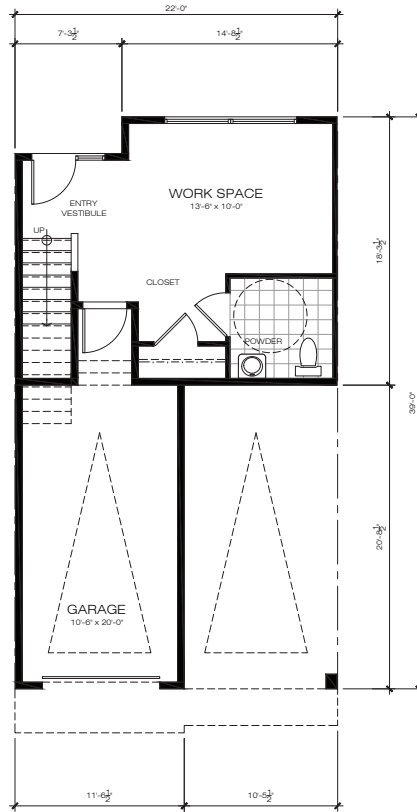 22'-0"
7'-3½"
14'-8½"
WORK SPACE
13'-6" x 10'-0"
ENTRY
VESTIBULE
UP
18'-3½"
CLOSET
POWDER
39'-0"
20'-8½"
GARAGE
10'-6" x 20'-0"
11'-6½"
10'-5½"